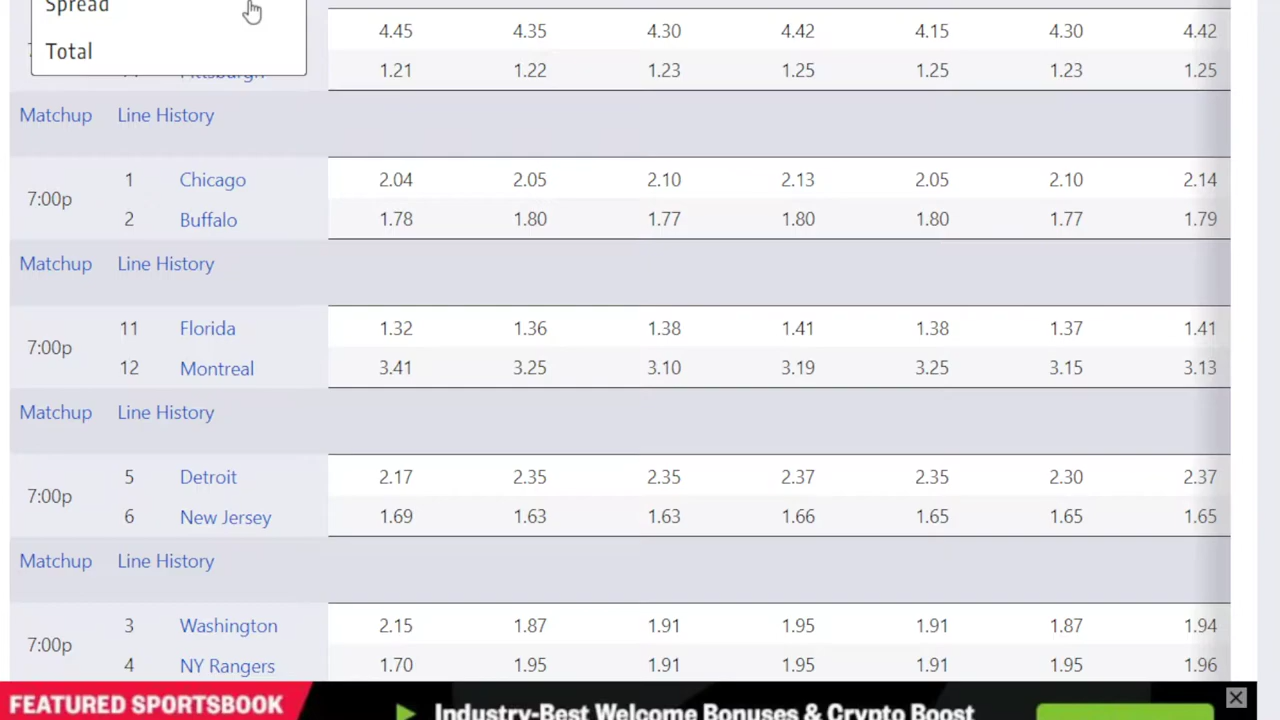 Spread
Total
4.45 4.35 4.30 4.42 4.15 4.30 4.42
Pittsburgh 1.21 1.22 1.23 1.25 1.25 1.23 1.25
Matchup Line History
7:00p
1 Chicago 2.04 2.05 2.10 2.13 2.05 2.10 2.14
2 Buffalo 1.78 1.80 1.77 1.80 1.80 1.77 1.79
Matchup Line History
7:00p
11 Florida 1.32 1.36 1.38 1.41 1.38 1.37 1.41
12 Montreal 3.41 3.25 3.10 3.19 3.25 3.15 3.13
Matchup Line History
7:00p
5 Detroit 2.17 2.35 2.35 2.37 2.35 2.30 2.37
6 New Jersey 1.69 1.63 1.63 1.66 1.65 1.65 1.65
Matchup Line History
7:00p
3 Washington 2.15 1.87 1.91 1.95 1.91 1.87 1.94
4 NY Rangers 1.70 1.95 1.91 1.95 1.91 1.95 1.96
FEATURED SPORTSBOOK
Industry-Best Welcome Bonuses & Crypto Boost